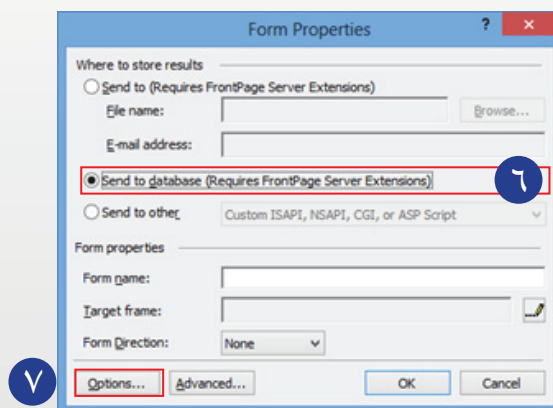 Form Properties ? ×
Where to store results
Send to (Requires FrontPage Server Extensions)
File name: Browse...
E-mail address:
Send to database (Requires FrontPage Server Extensions) ٦
Send to other Custom ISAPI, NSAPI, CGI, or ASP Script
Form properties
Form name:
Target frame:
Form Direction: None
٧ Options... Advanced... OK Cancel